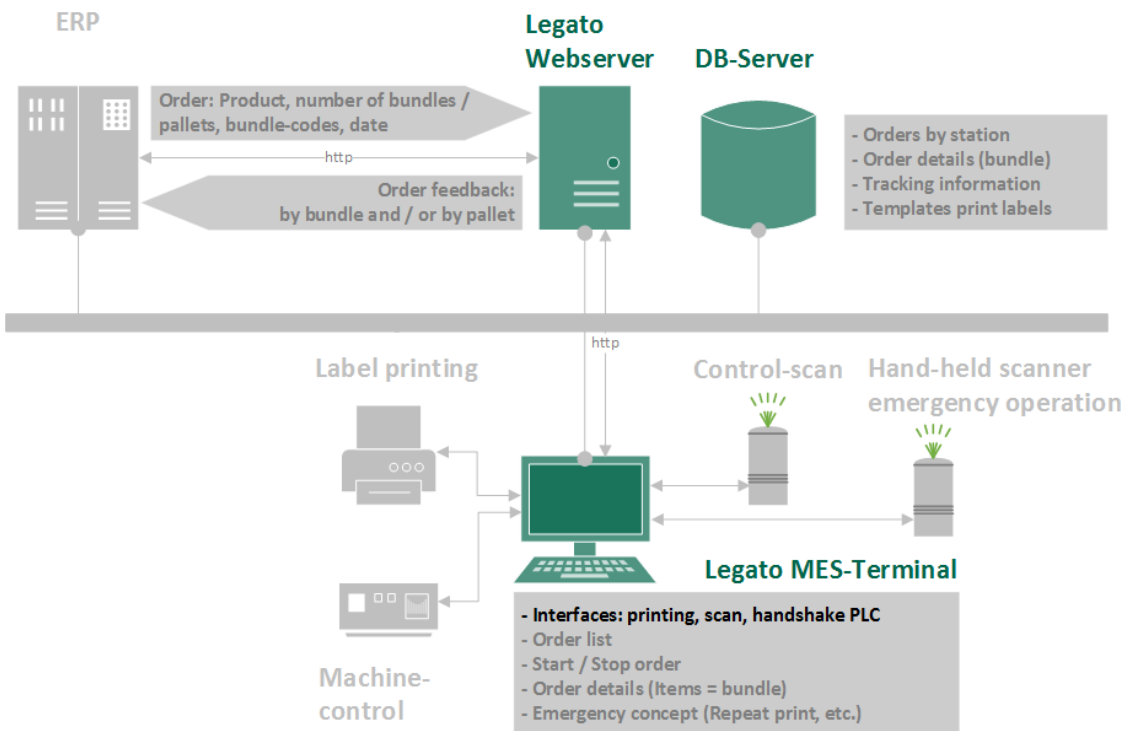 ERP
Legato
Webserver
DB-Server
Order: Product, number of bundles /
pallets, bundle-codes, date
http
Order feedback:
by bundle and / or by pallet
- Orders by station
- Order details (bundle)
- Tracking information
- Templates print labels
http
Label printing
Control-scan
Hand-held scanner
emergency operation
Legato MES-Terminal
- Interfaces: printing, scan, handshake PLC
- Order list
- Start / Stop order
- Order details (Items = bundle)
- Emergency concept (Repeat print, etc.)
Machine-
control